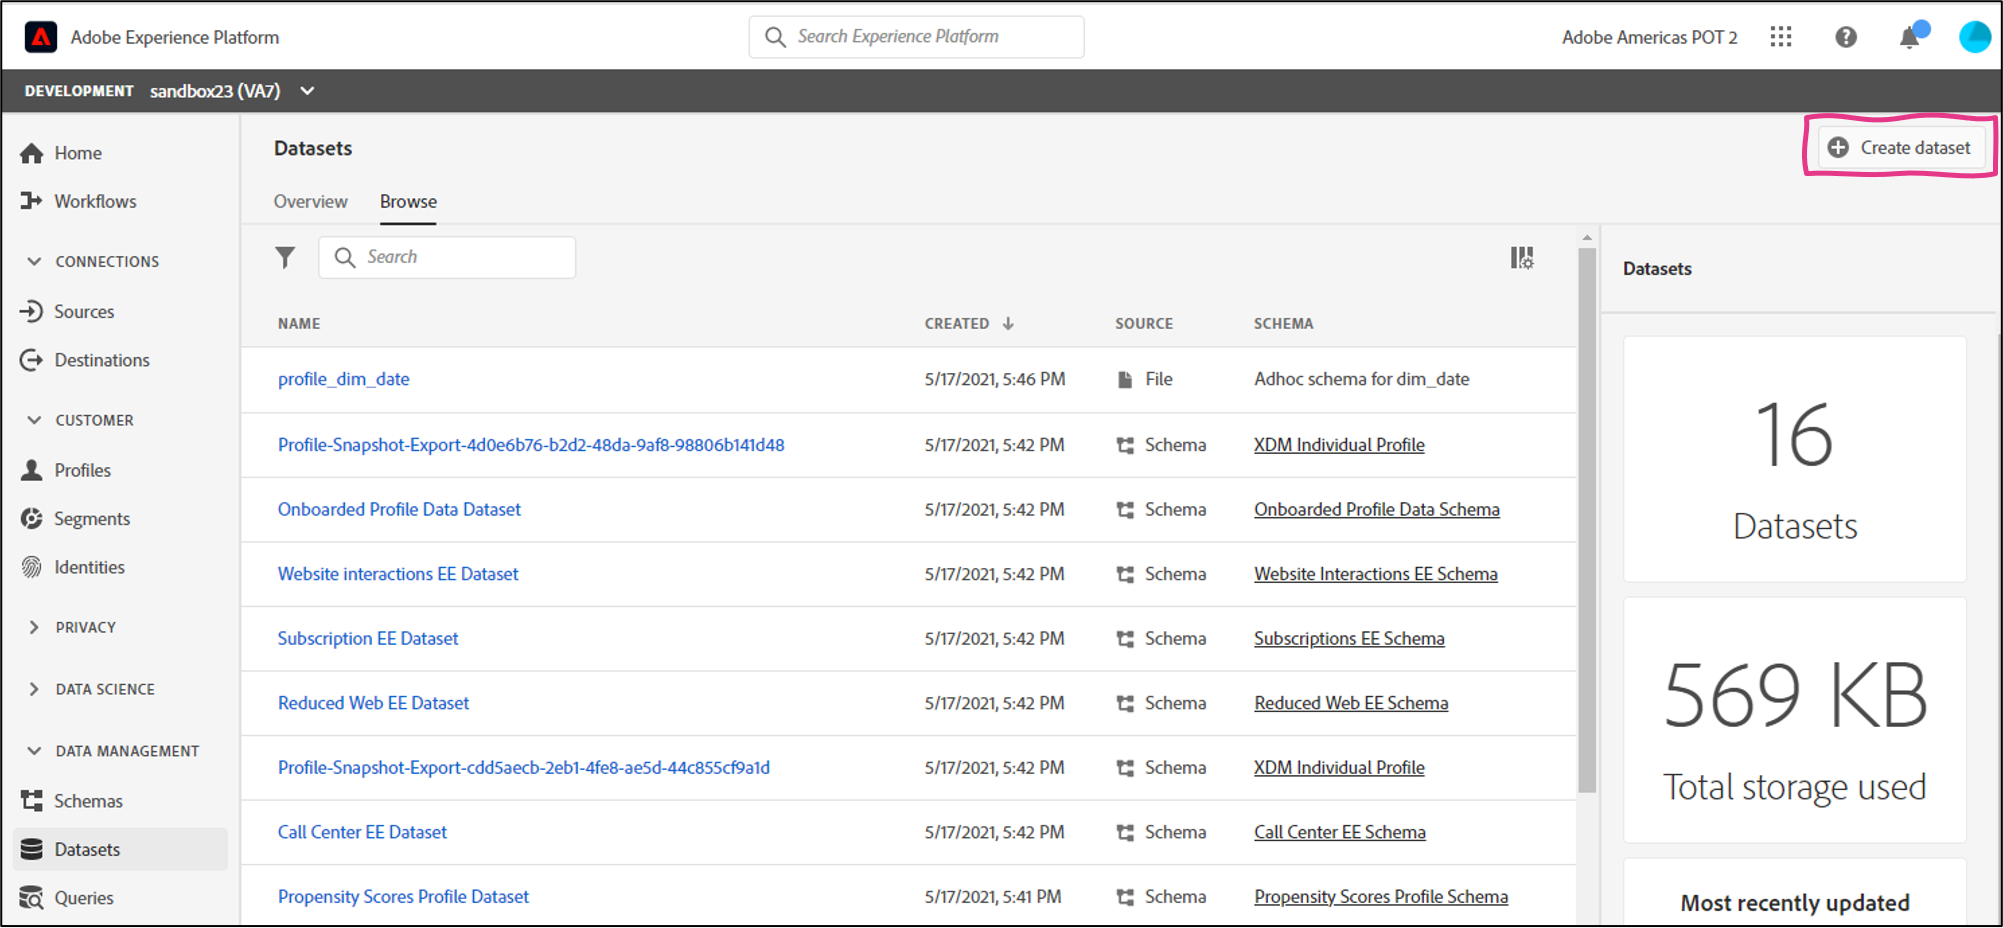 Adobe Experience Platform
Search Experience Platform
Adobe Americas POT 2
DEVELOPMENT sandbox23 (VA7)
Home
Workflows
CONNECTIONS
Sources
Destinations
CUSTOMER
Profiles
Segments
Identities
PRIVACY
DATA SCIENCE
DATA MANAGEMENT
Schemas
Datasets
Queries
Datasets
Create dataset
Overview Browse
Search
NAME CREATED SOURCE SCHEMA
profile_dim_date 5/17/2021, 5:46 PM File Adhoc schema for dim_date
Profile-Snapshot-Export-4d0e6b76-b2d2-48da-9af8-98806b141d48 5/17/2021, 5:42 PM Schema XDM Individual Profile
Onboarded Profile Data Dataset 5/17/2021, 5:42 PM Schema Onboarded Profile Data Schema
Website interactions EE Dataset 5/17/2021, 5:42 PM Schema Website Interactions EE Schema
Subscription EE Dataset 5/17/2021, 5:42 PM Schema Subscriptions EE Schema
Reduced Web EE Dataset 5/17/2021, 5:42 PM Schema Reduced Web EE Schema
Profile-Snapshot-Export-cdd5aecb-2eb1-4fe8-ae5d-44c855cf9a1d 5/17/2021, 5:42 PM Schema XDM Individual Profile
Call Center EE Dataset 5/17/2021, 5:42 PM Schema Call Center EE Schema
Propensity Scores Profile Dataset 5/17/2021, 5:41 PM Schema Propensity Scores Profile Schema
Datasets
16
Datasets
569 KB
Total storage used
Most recently updated